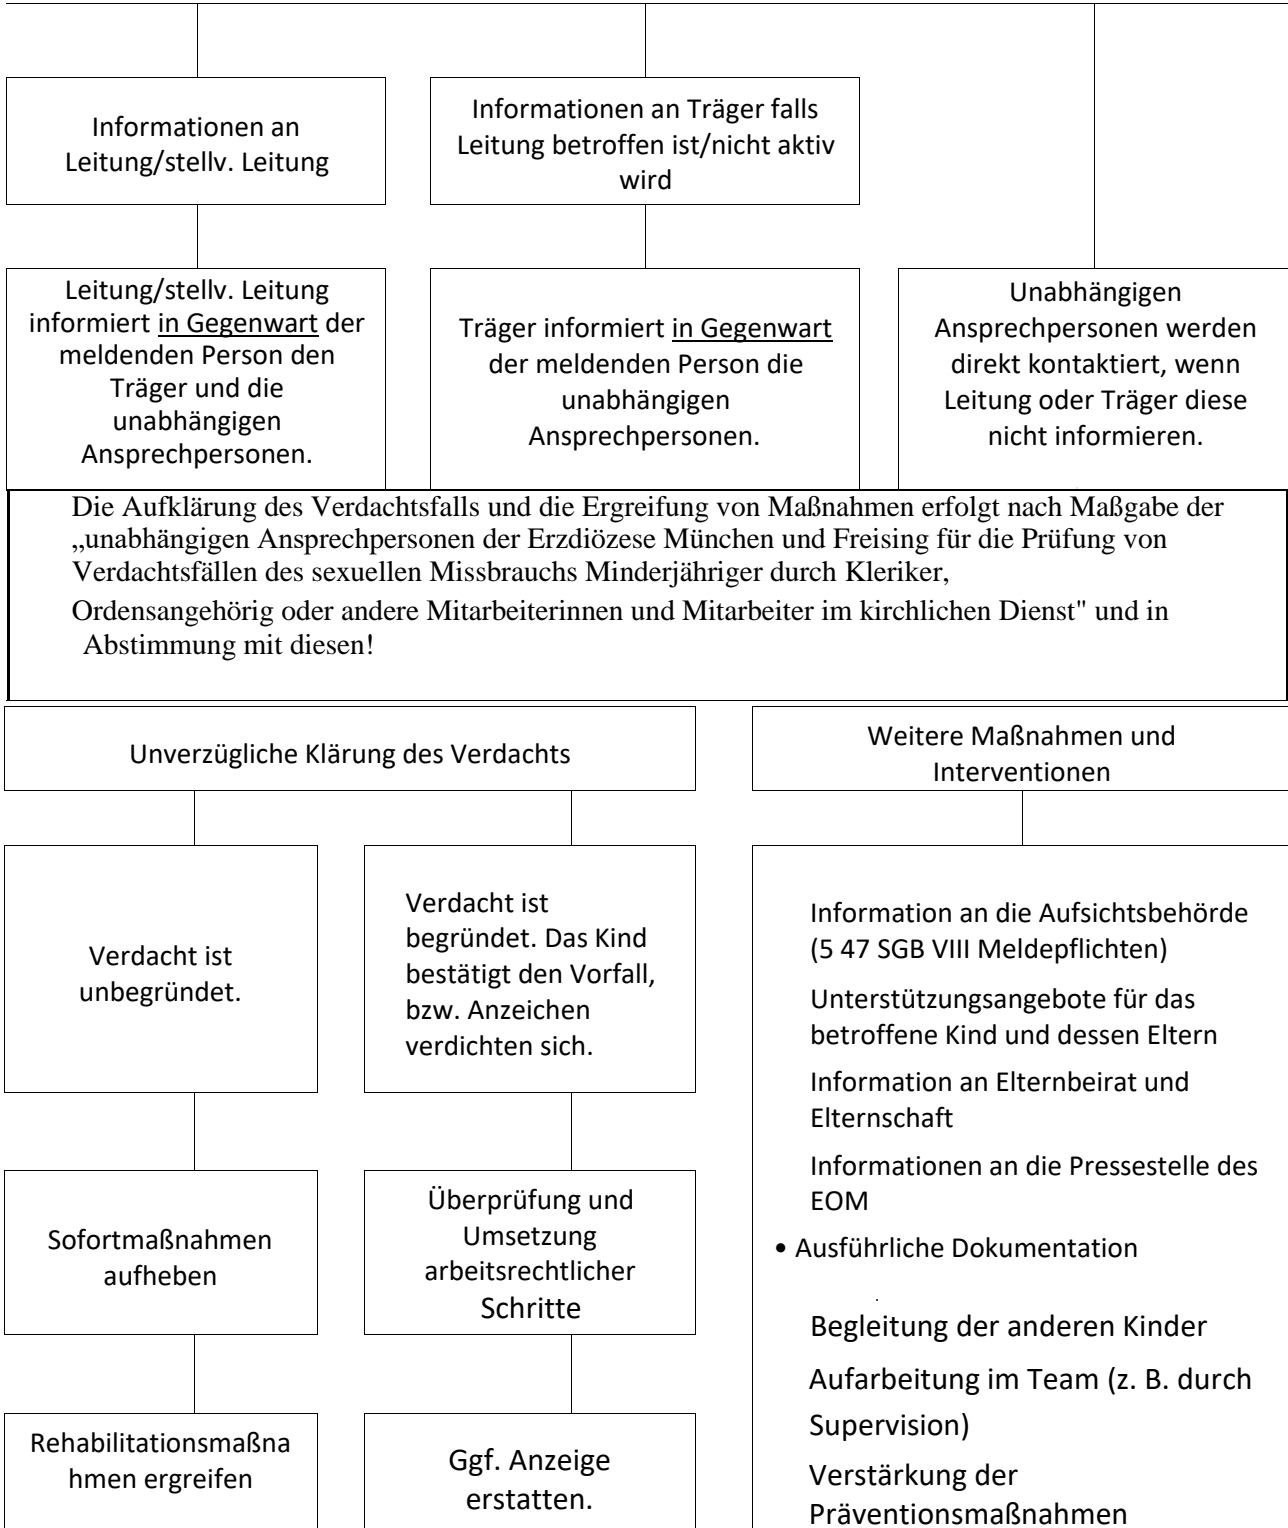 Informationen an
Leitung/stellv. Leitung
Informationen an Träger falls
Leitung betroffen ist/nicht aktiv
wird
Leitung/stellv. Leitung
informiert in Gegenwart der
meldenden Person den
Träger und die
unabhängigen
Ansprechpersonen.
Träger informiert in Gegenwart
der meldenden Person die
unabhängigen
Ansprechpersonen.
Unabhängigen
Ansprechpersonen werden
direkt kontaktiert, wenn
Leitung oder Träger diese
nicht informieren.
Die Aufklärung des Verdachtsfalls und die Ergreifung von Maßnahmen erfolgt nach Maßgabe der
„unabhängigen Ansprechpersonen der Erzdiözese München und Freising für die Prüfung von
Verdachtsfällen des sexuellen Missbrauchs Minderjähriger durch Kleriker,
Ordensangehörig oder andere Mitarbeiterinnen und Mitarbeiter im kirchlichen Dienst" und in
Abstimmung mit diesen!
Unverzügliche Klärung des Verdachts
Verdacht ist
unbegründet.
Verdacht ist
begründet. Das Kind
bestätigt den Vorfall,
bzw. Anzeichen
verdichten sich.
Sofortmaßnahmen
aufheben
Überprüfung und
Umsetzung
arbeitsrechtlicher
Schritte
Rehabilitationsmaßna
hmen ergreifen
Ggf. Anzeige
erstatten.
Weitere Maßnahmen und
Interventionen
Information an die Aufsichtsbehörde
(5 47 SGB VIII Meldepflichten)
Unterstützungsangebote für das
betroffene Kind und dessen Eltern
Information an Elternbeirat und
Elternschaft
Informationen an die Pressestelle des
EOM
• Ausführliche Dokumentation
Begleitung der anderen Kinder
Aufarbeitung im Team (z. B. durch
Supervision)
Verstärkung der
Präventionsmaßnahmen